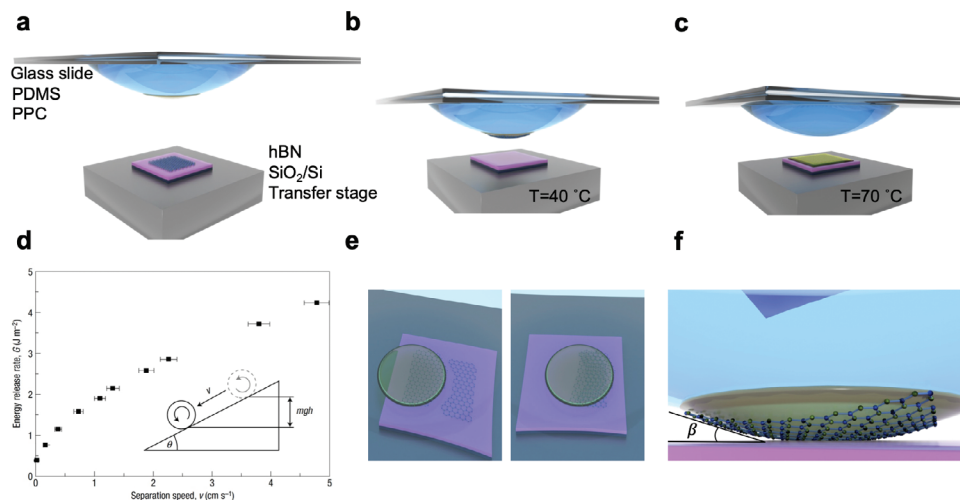 a
b
c
Glass slide
PDMS
PPC
hBN
SiO₂/Si
Transfer stage
T=40 °C
T=70 °C
d
e
f
Energy release rate, G (J m⁻²)
5
4
3
2
1
0
0 1 2 3 4 5
Separation speed, v (cm s⁻¹)
v
mgh
θ
β